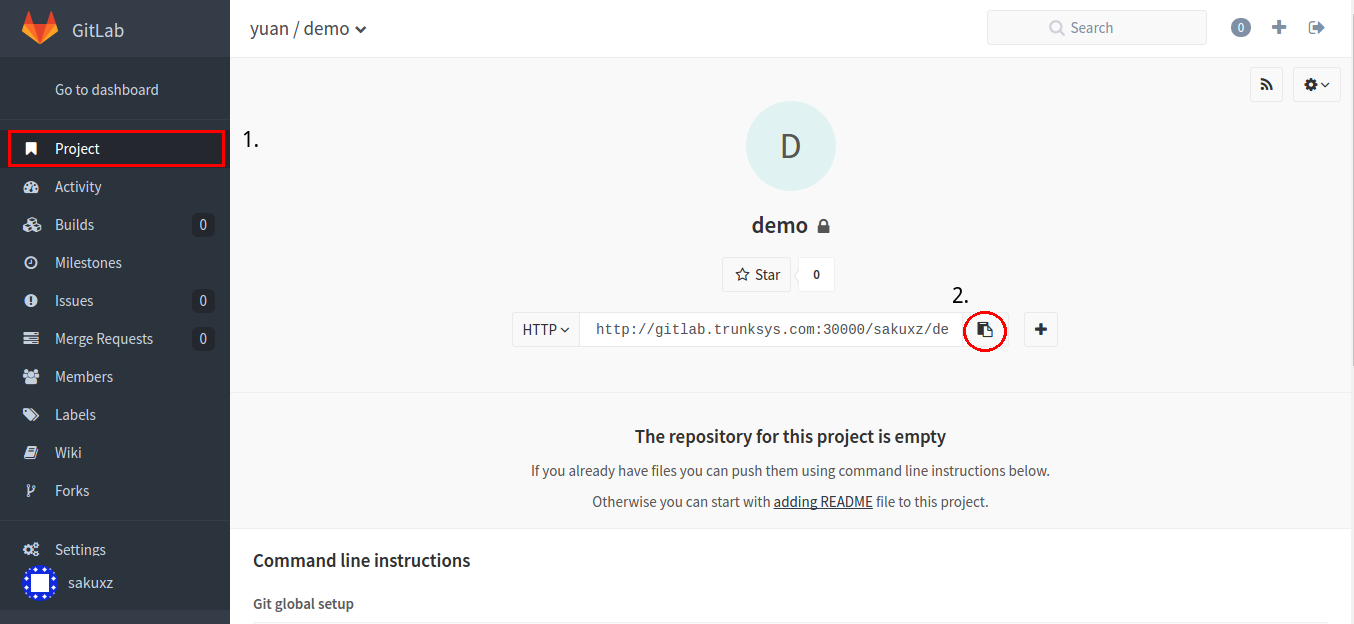 GitLab
yuan / demo
Search
0
Go to dashboard
Project
1.
Activity
Builds 0
Milestones
Issues 0
Merge Requests 0
Members
Labels
Wiki
Forks
Settings
sakuxz
D
demo
Star 0
2.
HTTP http://gitlab.trunksys.com:30000/sakuxz/de
The repository for this project is empty
If you already have files you can push them using command line instructions below.
Otherwise you can start with adding README file to this project.
Command line instructions
Git global setup